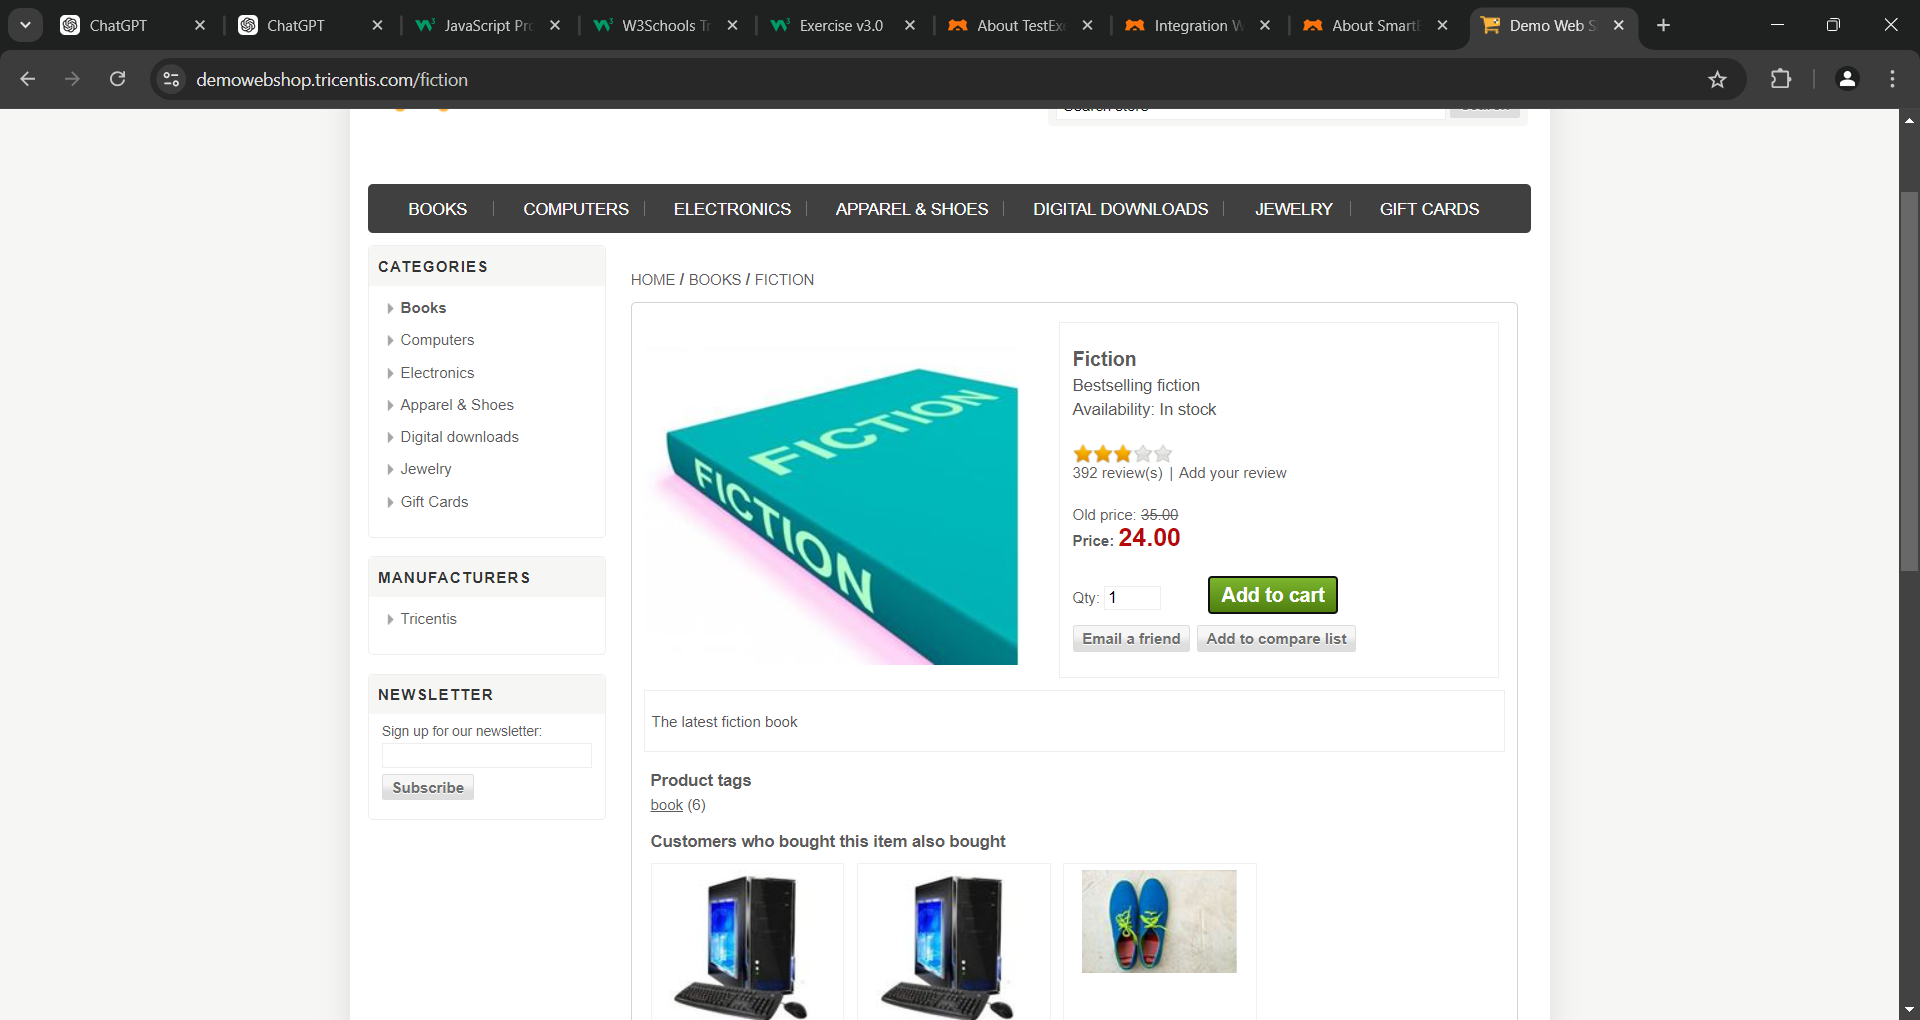 ChatGPT
ChatGPT
JavaScript Pr
W3Schools T
Exercise v3.0
About TestEx
Integration
About Smart
Demo Web S
demowebshop.tricentis.com/fiction
Search store
BOOKS COMPUTERS ELECTRONICS APPAREL & SHOES DIGITAL DOWNLOADS JEWELRY GIFT CARDS
CATEGORIES
Books
Computers
Electronics
Apparel & Shoes
Digital downloads
Jewelry
Gift Cards
MANUFACTURERS
Tricentis
NEWSLETTER
Sign up for our newsletter:
Subscribe
HOME / BOOKS / FICTION
FICTION
FICTION
Fiction
Bestselling fiction
Availability: In stock
392 review(s) | Add your review
Old price: 35.00
Price: 24.00
Qty: 1
Add to cart
Email a friend
Add to compare list
The latest fiction book
Product tags
book (6)
Customers who bought this item also bought